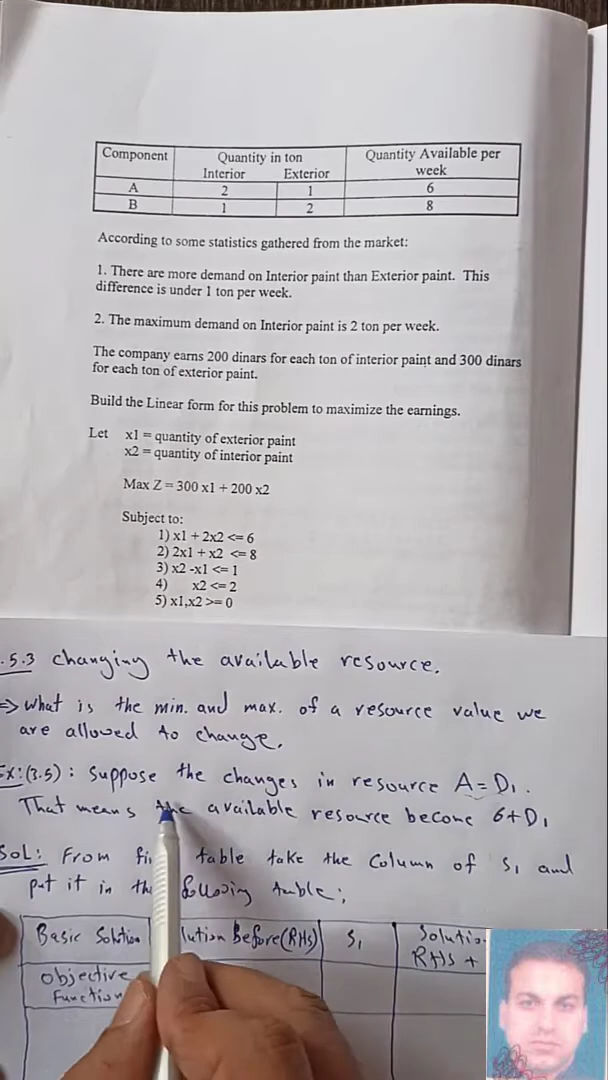 Component Quantity in ton Quantity Available per
Interior Exterior week
A 2 1 6
B 1 2 8
According to some statistics gathered from the market:
1. There are more demand on Interior paint than Exterior paint. This
difference is under 1 ton per week.
2. The maximum demand on Interior paint is 2 ton per week.
The company earns 200 dinars for each ton of interior paint and 300 dinars
for each ton of exterior paint.
Build the Linear form for this problem to maximize the earnings.
Let x1 = quantity of exterior paint
x2 = quantity of interior paint
Max Z = 300 x1 + 200 x2
Subject to:
1) x1 + 2x2 <= 6
2) 2x1 + x2 <= 8
3) x2 -x1 <= 1
4) x2 <= 2
5) x1,x2 >= 0
.5.3 changing the available resource.
=> what is the min. and max. of a resource value we
are allowed to change.
Ex:(3.5): Suppose the changes in resource A = D1.
That means available resource become 6+D1
Sol: From table take the Column of S1 and
put it in following table;
Basic Solution Before(RHS) S1
RHS +
objective
Function